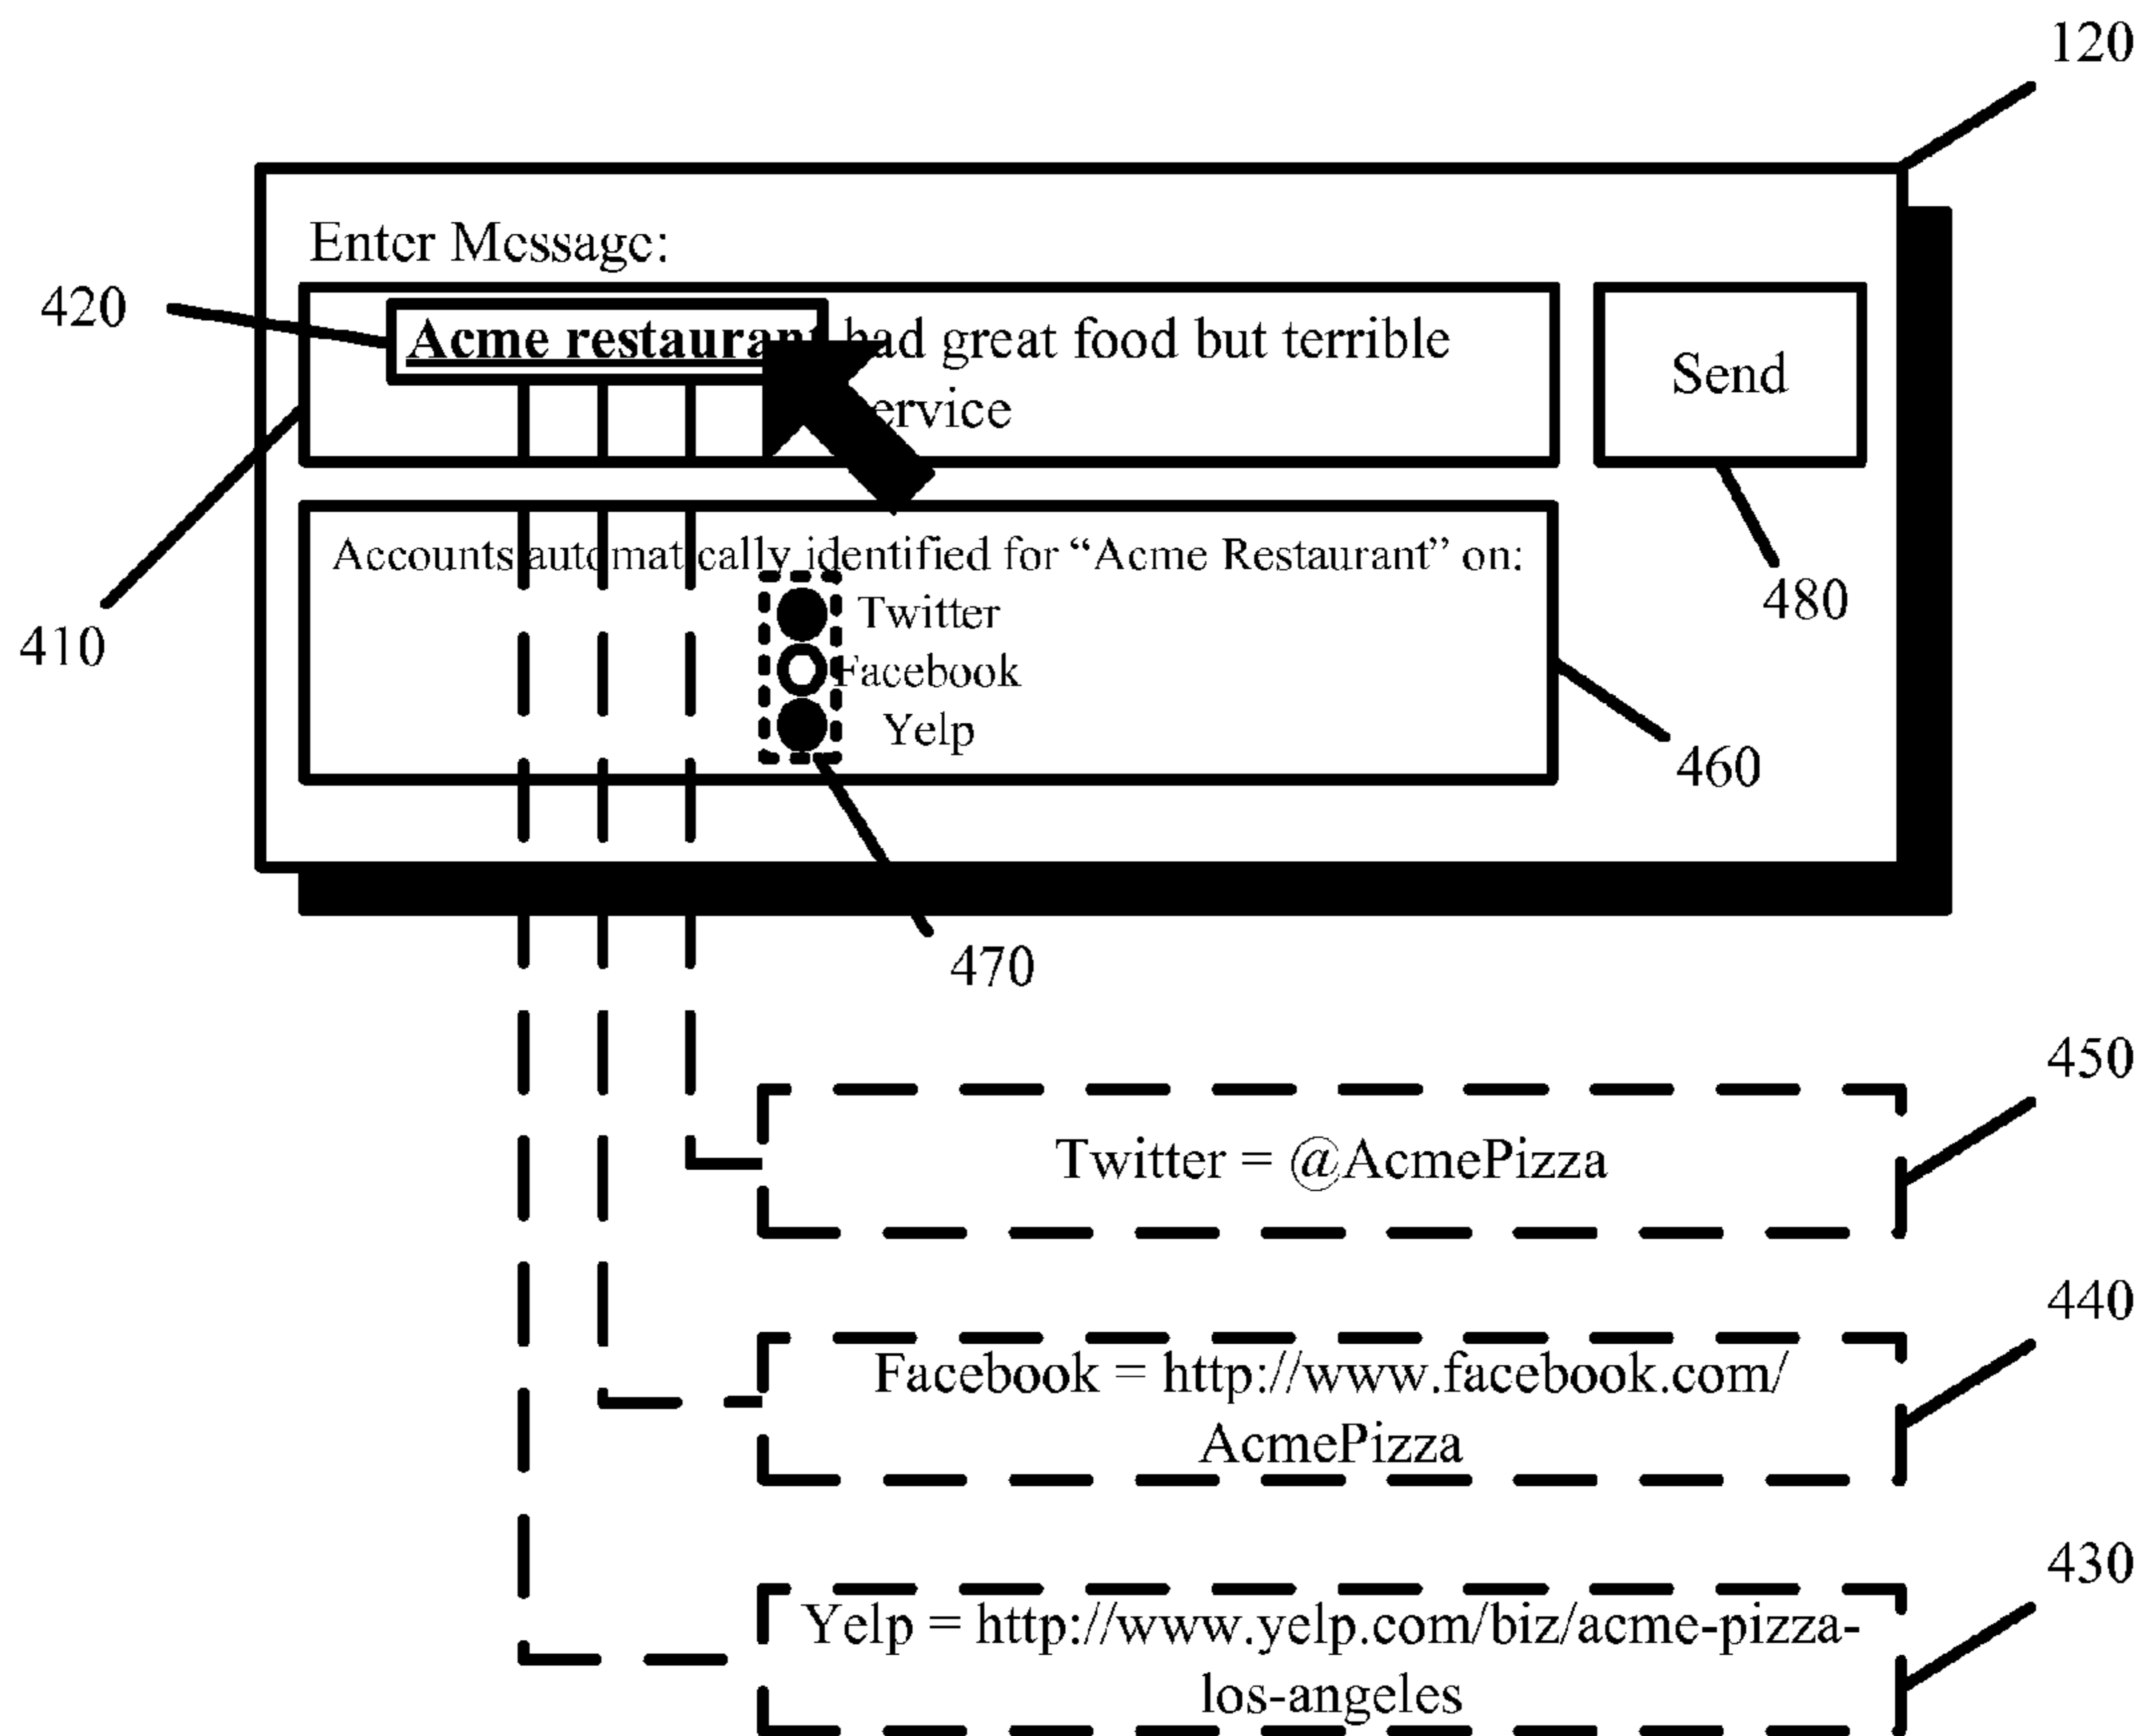 120
Enter Message:
420
Acme restaurant had great food but terrible
service
Send
410
Accounts automatically identified for “Acme Restaurant” on:
480
Twitter
Facebook
Yelp
460
470
450
Twitter = @AcmePizza
440
Facebook = http://www.facebook.com/
AcmePizza
430
Yelp = http://www.yelp.com/biz/acme-pizza-
los-angeles